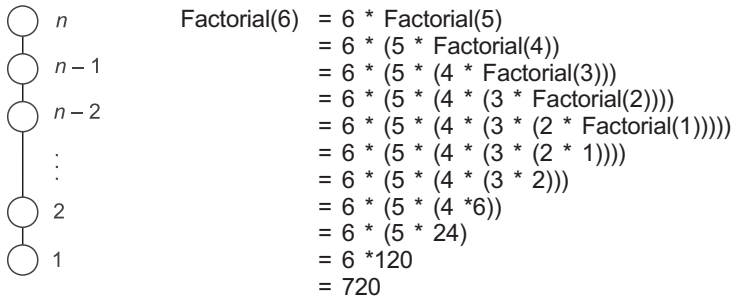 n
n – 1
n – 2
⋮
2
1
Factorial(6) = 6 * Factorial(5)
= 6 * (5 * Factorial(4))
= 6 * (5 * (4 * Factorial(3)))
= 6 * (5 * (4 * (3 * Factorial(2))))
= 6 * (5 * (4 * (3 * (2 * Factorial(1)))))
= 6 * (5 * (4 * (3 * (2 * 1))))
= 6 * (5 * (4 * (3 * 2)))
= 6 * (5 * (4 *6))
= 6 * (5 * 24)
= 6 *120
= 720